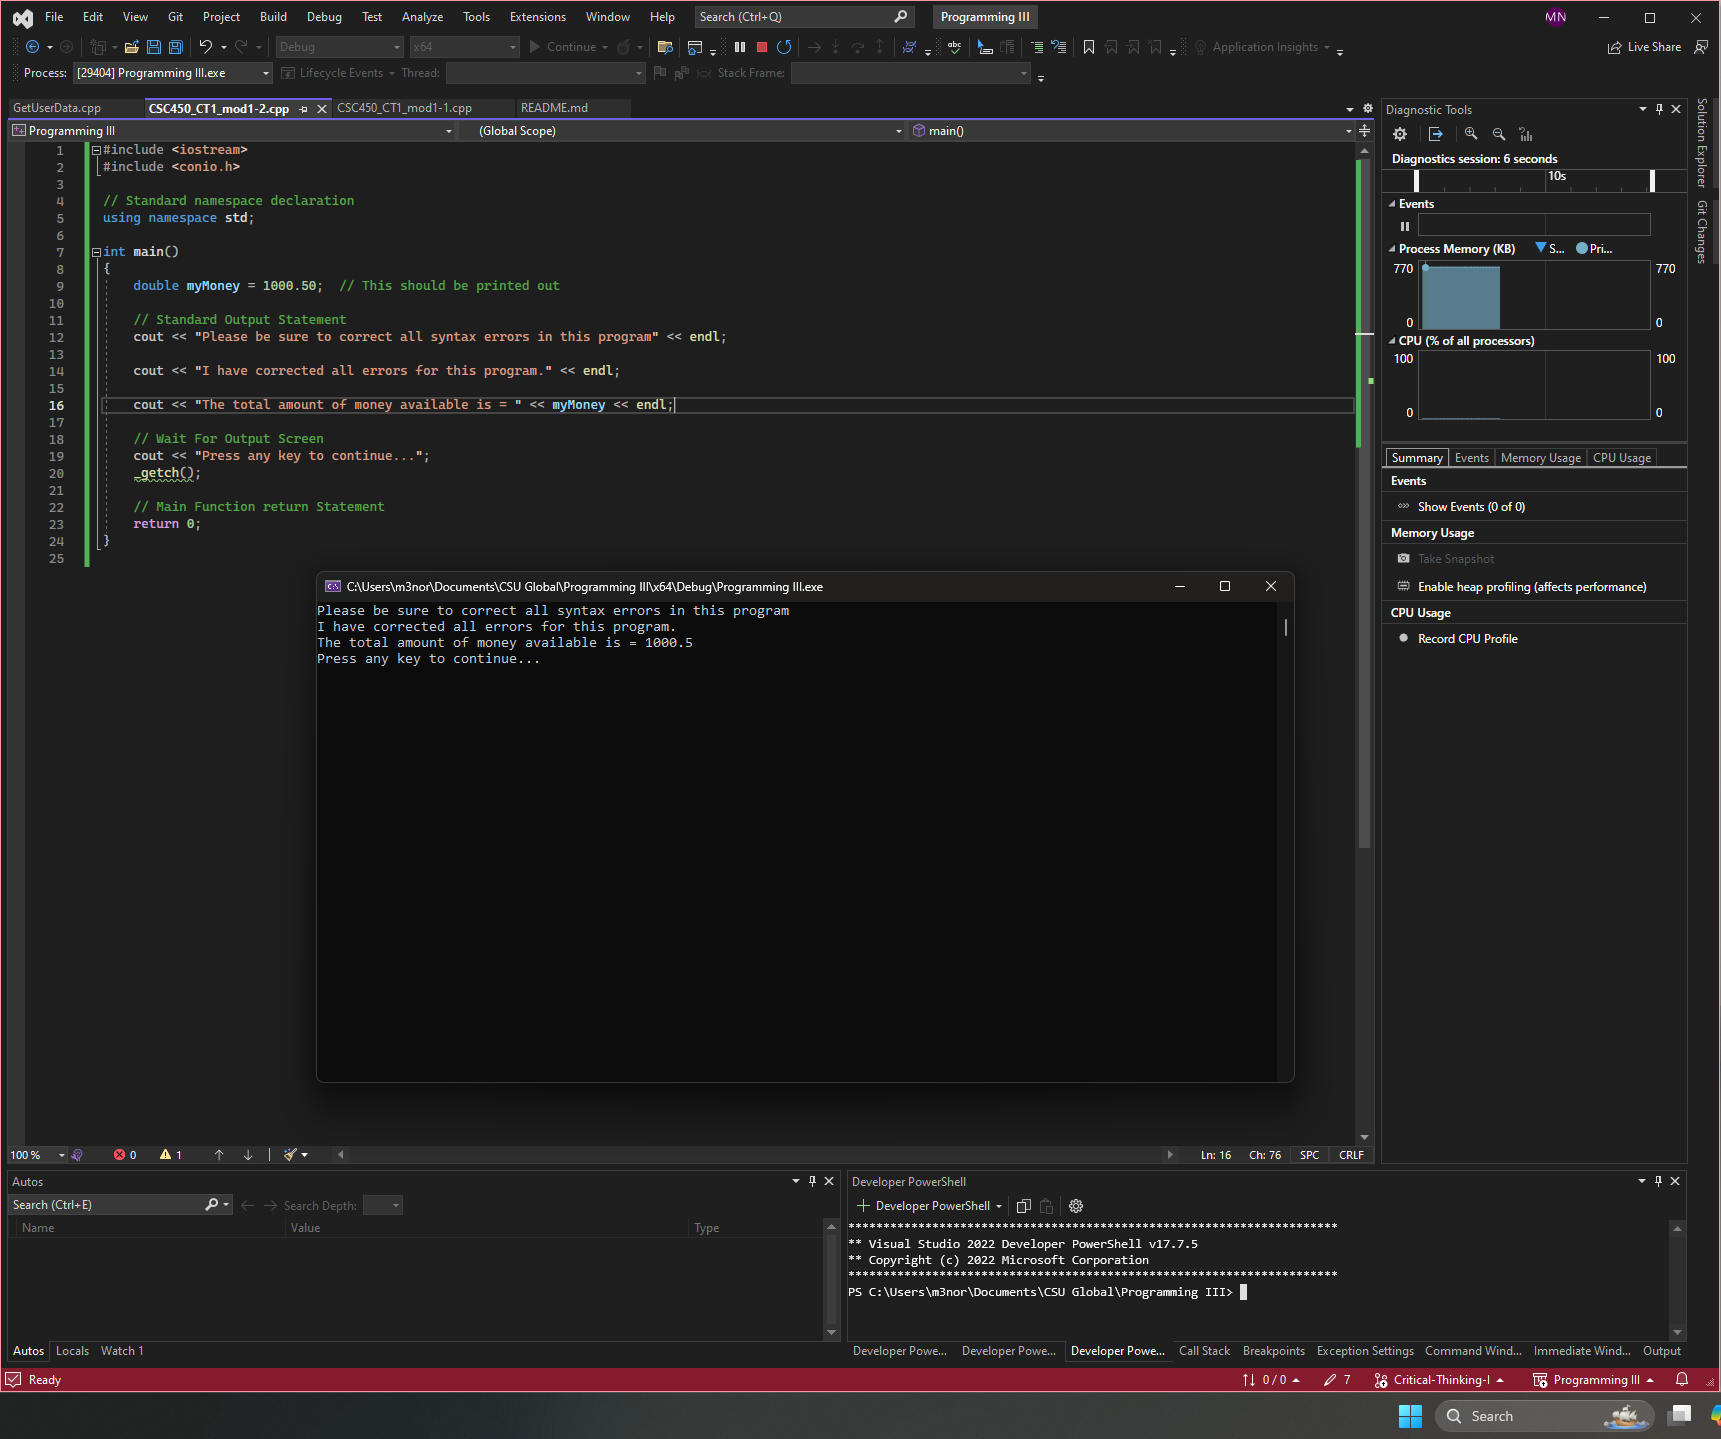 File Edit View Git Project Build Debug Test Analyze Tools Extensions Window Help Search (Ctrl+Q) Programming III MN
Debug x64 Continue Application Insights Live Share
Process: [29404] Programming III.exe Lifecycle Events Thread: Stack Frame:
GetUserData.cpp CSC450_CT1_mod1-2.cpp CSC450_CT1_mod1-1.cpp README.md
Programming III (Global Scope) main()
1 #include <iostream>
2 #include <conio.h>
3
4 // Standard namespace declaration
5 using namespace std;
6
7 int main()
8 {
9 double myMoney = 1000.50; // This should be printed out
10
11 // Standard Output Statement
12 cout << "Please be sure to correct all syntax errors in this program" << endl;
13
14 cout << "I have corrected all errors for this program." << endl;
15
16 cout << "The total amount of money available is = " << myMoney << endl;
17
18 // Wait For Output Screen
19 cout << "Press any key to continue...";
20 _getch();
21
22 // Main Function return Statement
23 return 0;
24 }
25
C:\Users\m3nor\Documents\CSU Global\Programming III\x64\Debug\Programming III.exe
Please be sure to correct all syntax errors in this program
I have corrected all errors for this program.
The total amount of money available is = 1000.5
Press any key to continue...
100 % 0 1 Ln: 16 Ch: 76 SPC CRLF
Diagnostic Tools
Diagnostics session: 6 seconds
10s
Events
Process Memory (KB) S... Pri...
770 770
0 0
CPU (% of all processors)
100 100
0 0
Summary Events Memory Usage CPU Usage
Events
Show Events (0 of 0)
Memory Usage
Take Snapshot
Enable heap profiling (affects performance)
CPU Usage
Record CPU Profile
Solution Explorer
Git Changes
Autos
Search (Ctrl+E) Search Depth:
Name Value Type
Autos Locals Watch 1
Developer PowerShell
Developer PowerShell
**********************************************************************
** Visual Studio 2022 Developer PowerShell v17.7.5
** Copyright (c) 2022 Microsoft Corporation
**********************************************************************
PS C:\Users\m3nor\Documents\CSU Global\Programming III>
Developer Powe... Developer Powe... Developer Powe... Call Stack Breakpoints Exception Settings Command Wind... Immediate Wind... Output
Ready 0 / 0 7 Critical-Thinking-I Programming III
Search